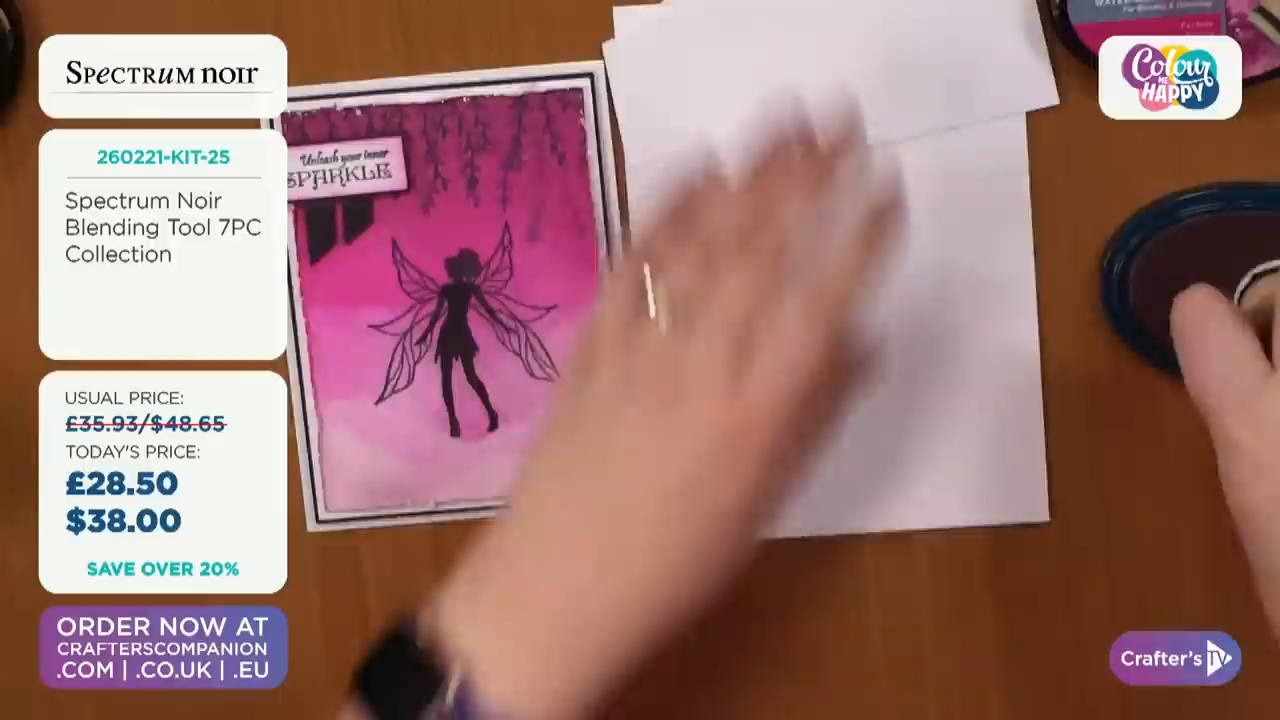 SPECTRUM NOIR
260221-KIT-25
Spectrum Noir
Blending Tool 7PC
Collection
USUAL PRICE:
£35.93/$48.65
TODAY'S PRICE:
£28.50
$38.00
SAVE OVER 20%
ORDER NOW AT
CRAFTERSCOMPANION
.COM | .CO.UK | .EU
Unleash your inner
SPARKLE
Colour
ME
HAPPY
Crafter's TV